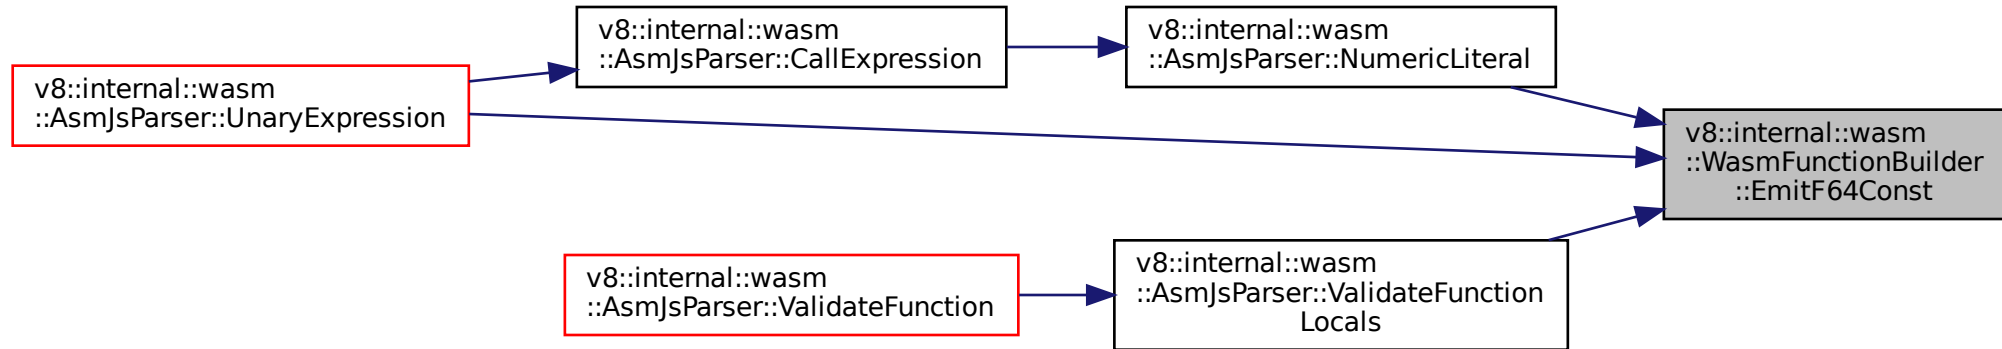 v8::internal::wasm
::AsmJsParser::UnaryExpression
v8::internal::wasm
::AsmJsParser::CallExpression
v8::internal::wasm
::AsmJsParser::NumericLiteral
v8::internal::wasm
::WasmFunctionBuilder
::EmitF64Const
v8::internal::wasm
::AsmJsParser::ValidateFunction
v8::internal::wasm
::AsmJsParser::ValidateFunction
Locals